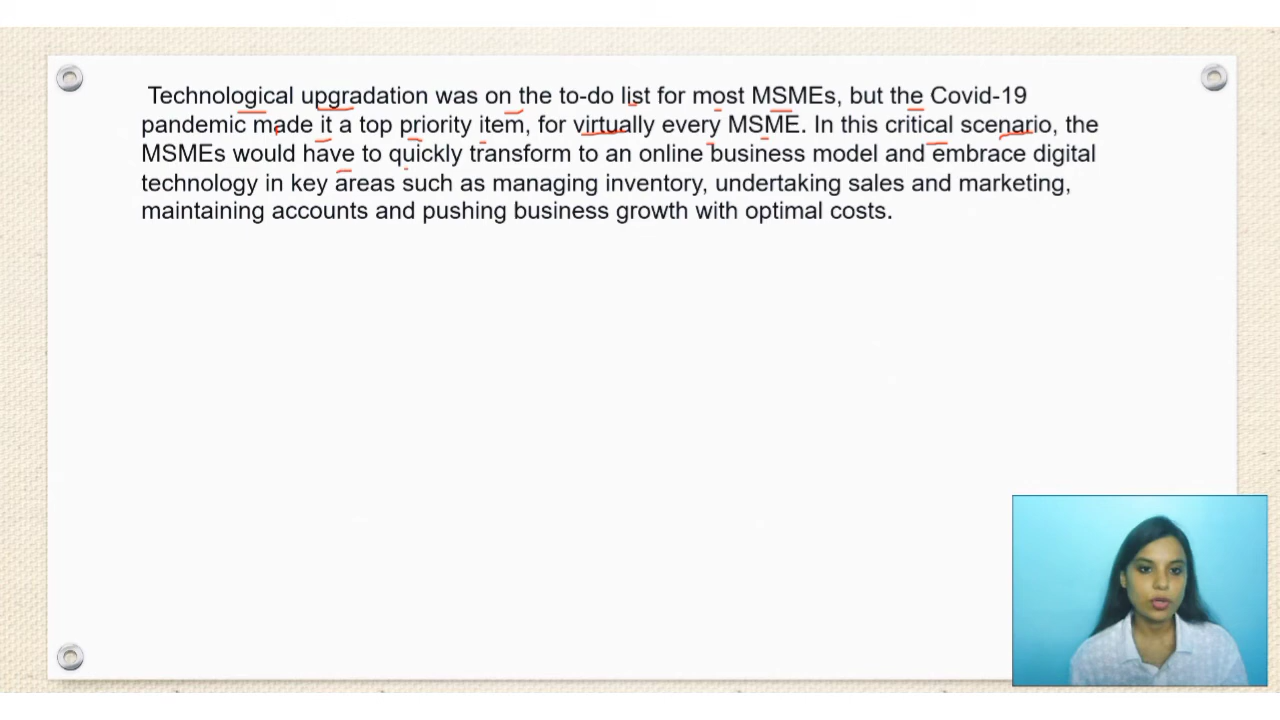 Technological upgradation was on the to-do list for most MSMEs, but the Covid-19
pandemic made it a top priority item, for virtually every MSME. In this critical scenario, the
MSMEs would have to quickly transform to an online business model and embrace digital
technology in key areas such as managing inventory, undertaking sales and marketing,
maintaining accounts and pushing business growth with optimal costs.